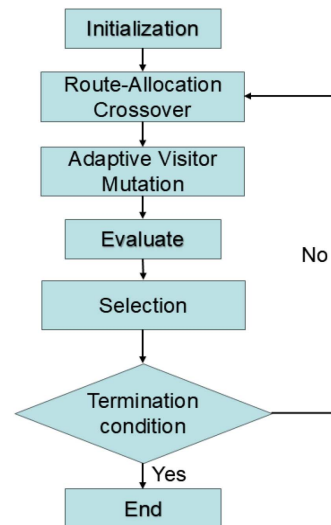 Initialization
Route-Allocation
Crossover
Adaptive Visitor
Mutation
Evaluate
No
Selection
Termination
condition
Yes
End